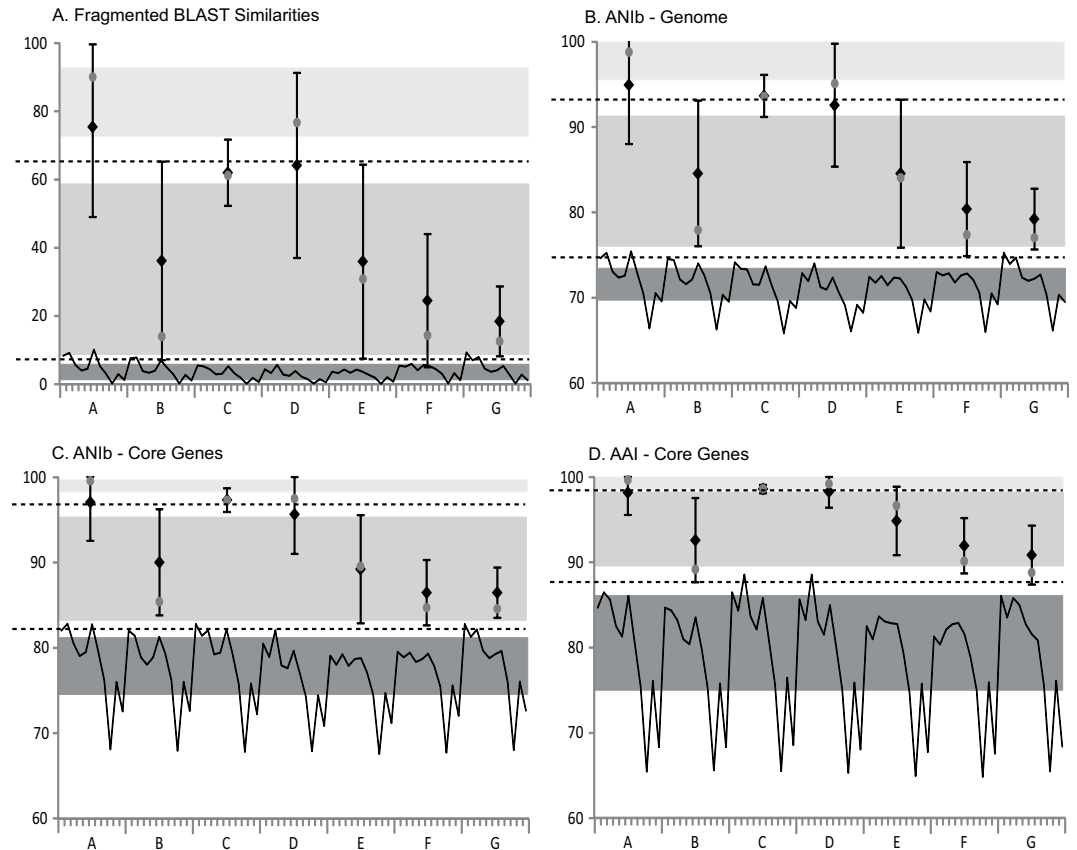 A. Fragmented BLAST Similarities
100
80
60
40
20
0
A B C D E F G
B. ANIb - Genome
100
90
80
70
60
A B C D E F G
C. ANIb - Core Genes
100
90
80
70
60
A B C D E F G
D. AAI - Core Genes
100
90
80
70
60
A B C D E F G